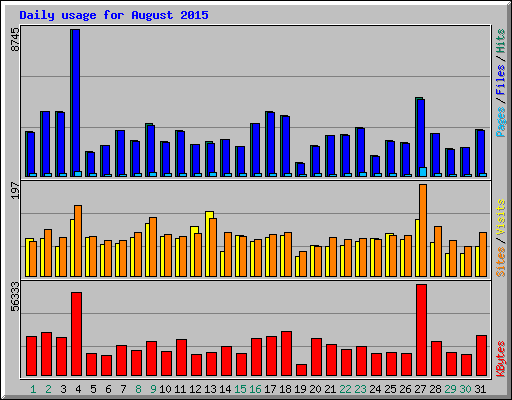 Daily usage for August 2015
8745
Pages / Files / Hits
197
Sites / Visits
56333
KBytes
1 2 3 4 5 6 7 8 9 10 11 12 13 14 15 16 17 18 19 20 21 22 23 24 25 26 27 28 29 30 31